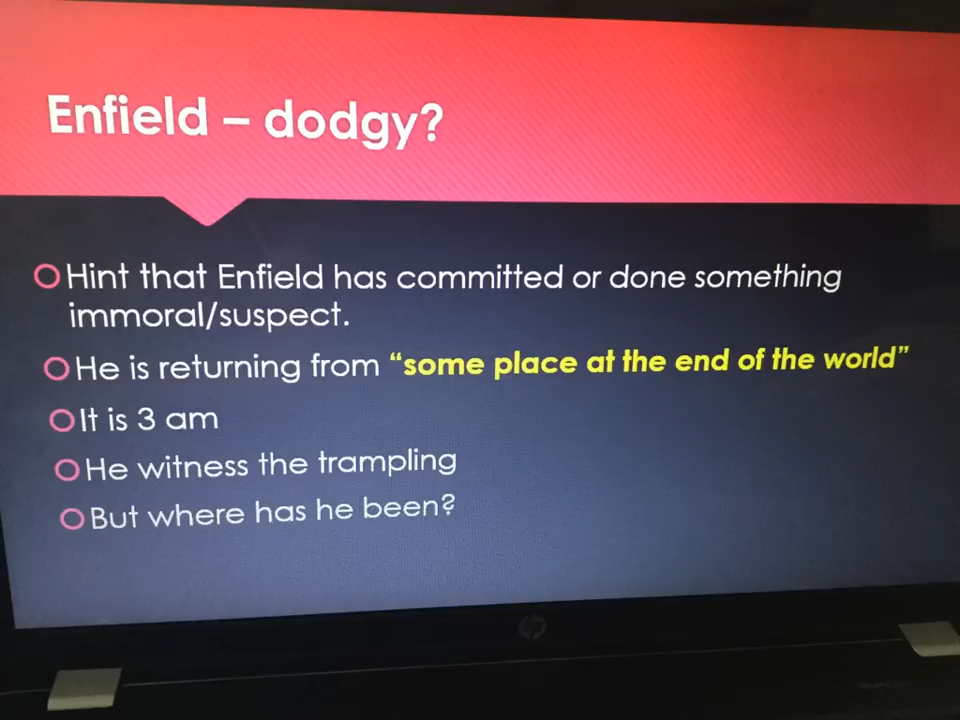 Enfield – dodgy?
Hint that Enfield has committed or done something
immoral/suspect.
He is returning from “some place at the end of the world”
It is 3 am
He witness the trampling
But where has he been?
hp